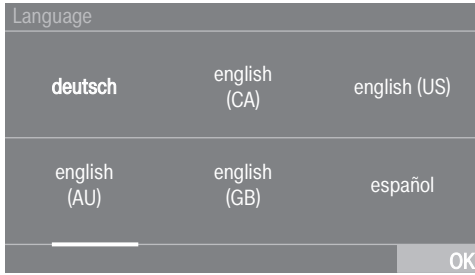 Language
deutsch
english
(CA)
english (US)
english
(AU)
english
(GB)
español
OK